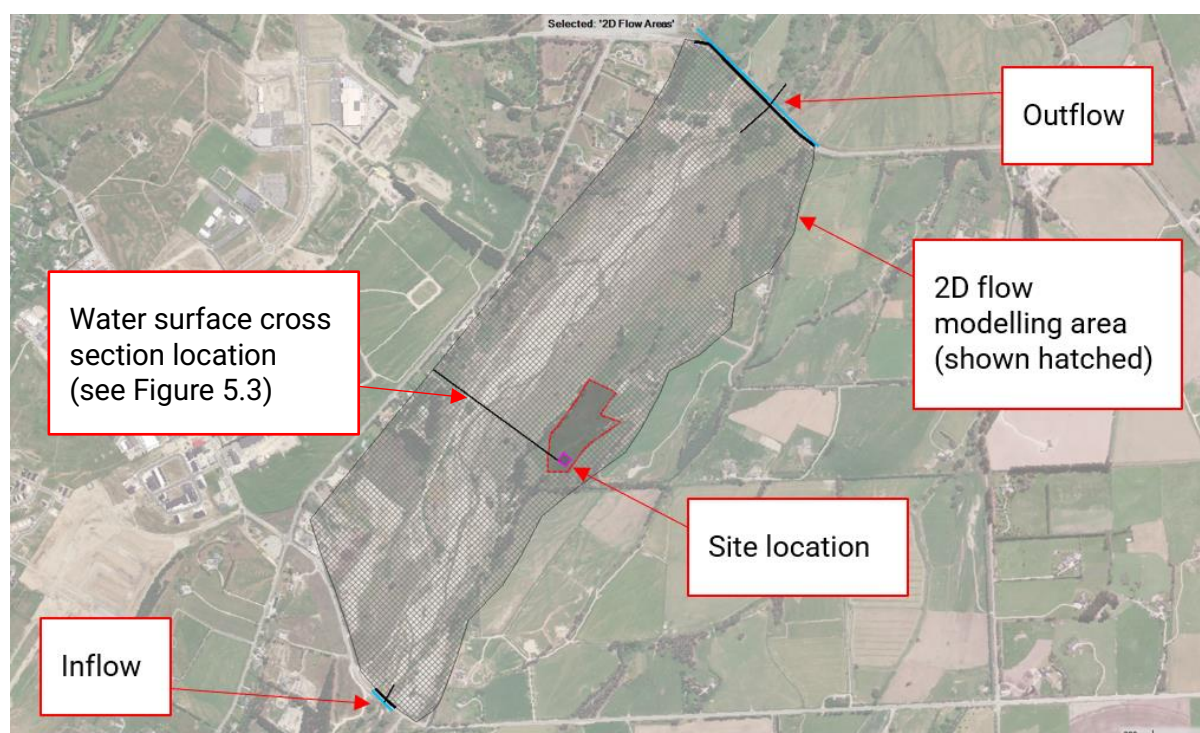 Selected: '2D Flow Areas'
Outflow
2D flow
modelling area
(shown hatched)
Water surface cross
section location
(see Figure 5.3)
Site location
Inflow